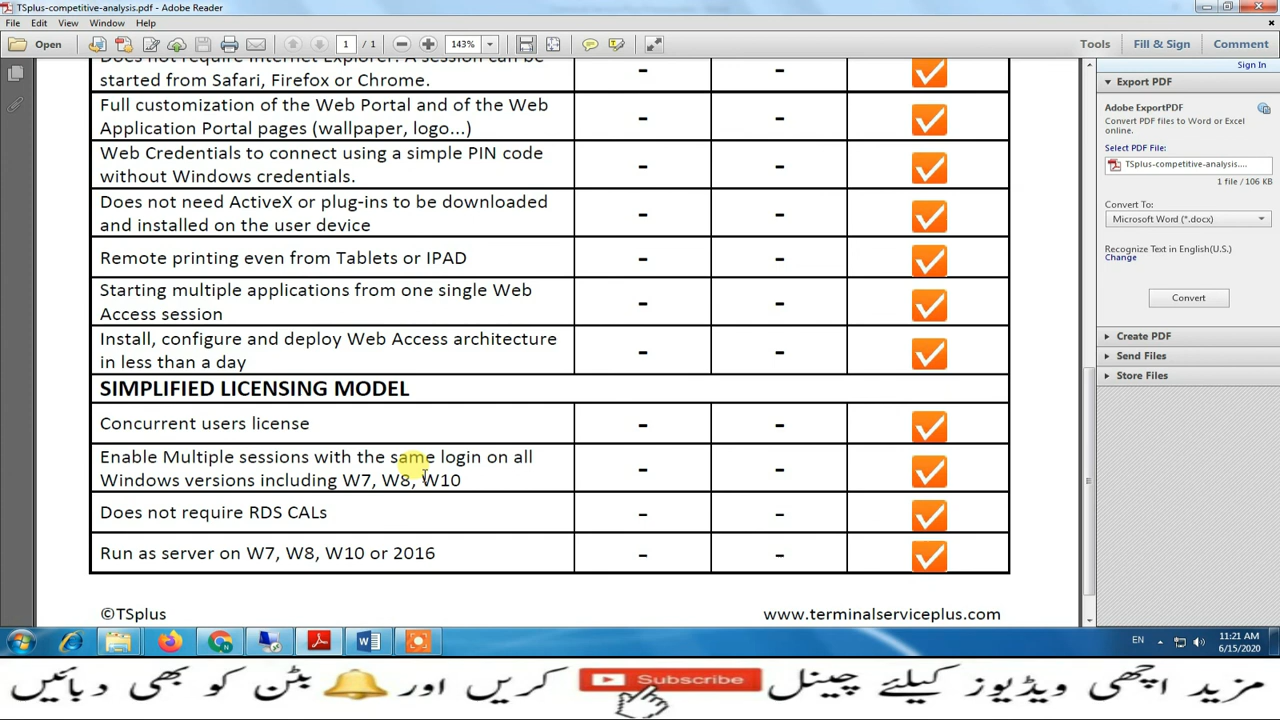 TSplus-competitive-analysis.pdf - Adobe Reader
File Edit View Window Help
Open 1 / 1 143% Tools Fill & Sign Comment
Sign In
Does not require Internet Explorer. A session can be
started from Safari, Firefox or Chrome. - -
Full customization of the Web Portal and of the Web
Application Portal pages (wallpaper, logo...) - -
Web Credentials to connect using a simple PIN code
without Windows credentials. - -
Does not need ActiveX or plug-ins to be downloaded
and installed on the user device - -
Remote printing even from Tablets or IPAD - -
Starting multiple applications from one single Web
Access session - -
Install, configure and deploy Web Access architecture
in less than a day - -
SIMPLIFIED LICENSING MODEL
Concurrent users license - -
Enable Multiple sessions with the same login on all
Windows versions including W7, W8, W10 - -
Does not require RDS CALs - -
Run as server on W7, W8, W10 or 2016 - -
©TSplus www.terminalserviceplus.com
Export PDF
Adobe ExportPDF
Convert PDF files to Word or Excel
online.
Select PDF File:
TSplus-competitive-analysis....
1 file / 106 KB
Convert To:
Microsoft Word (*.docx)
Recognize Text in English(U.S.)
Change
Convert
Create PDF
Send Files
Store Files
EN 11:21 AM
6/15/2020
مزید اچھی ویڈیوز کیلئے چینل Subscribe کریں اور بٹن کو بھی دبائیں